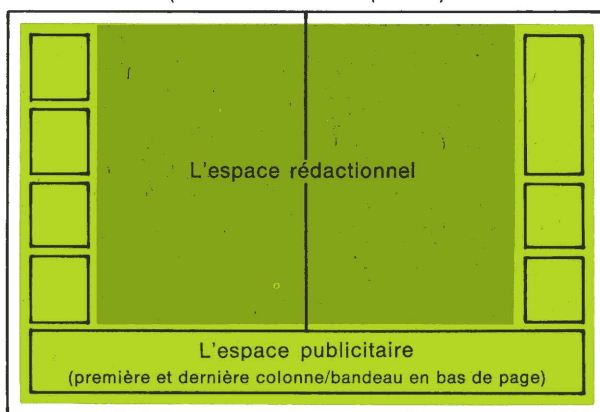 L'espace rédactionnel
L'espace publicitaire
(première et dernière colonne/bandeau en bas de page)